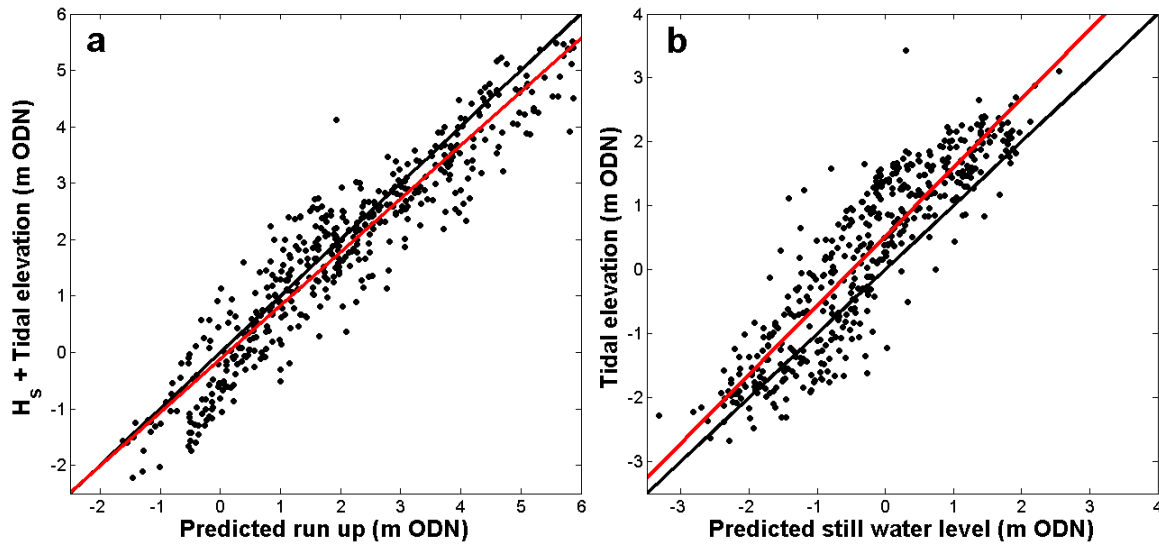 a
H_s + Tidal elevation (m ODN)
6
5
4
3
2
1
0
-1
-2
-2 -1 0 1 2 3 4 5 6
Predicted run up (m ODN)
b
Tidal elevation (m ODN)
4
3
2
1
0
-1
-2
-3
-3 -2 -1 0 1 2 3 4
Predicted still water level (m ODN)